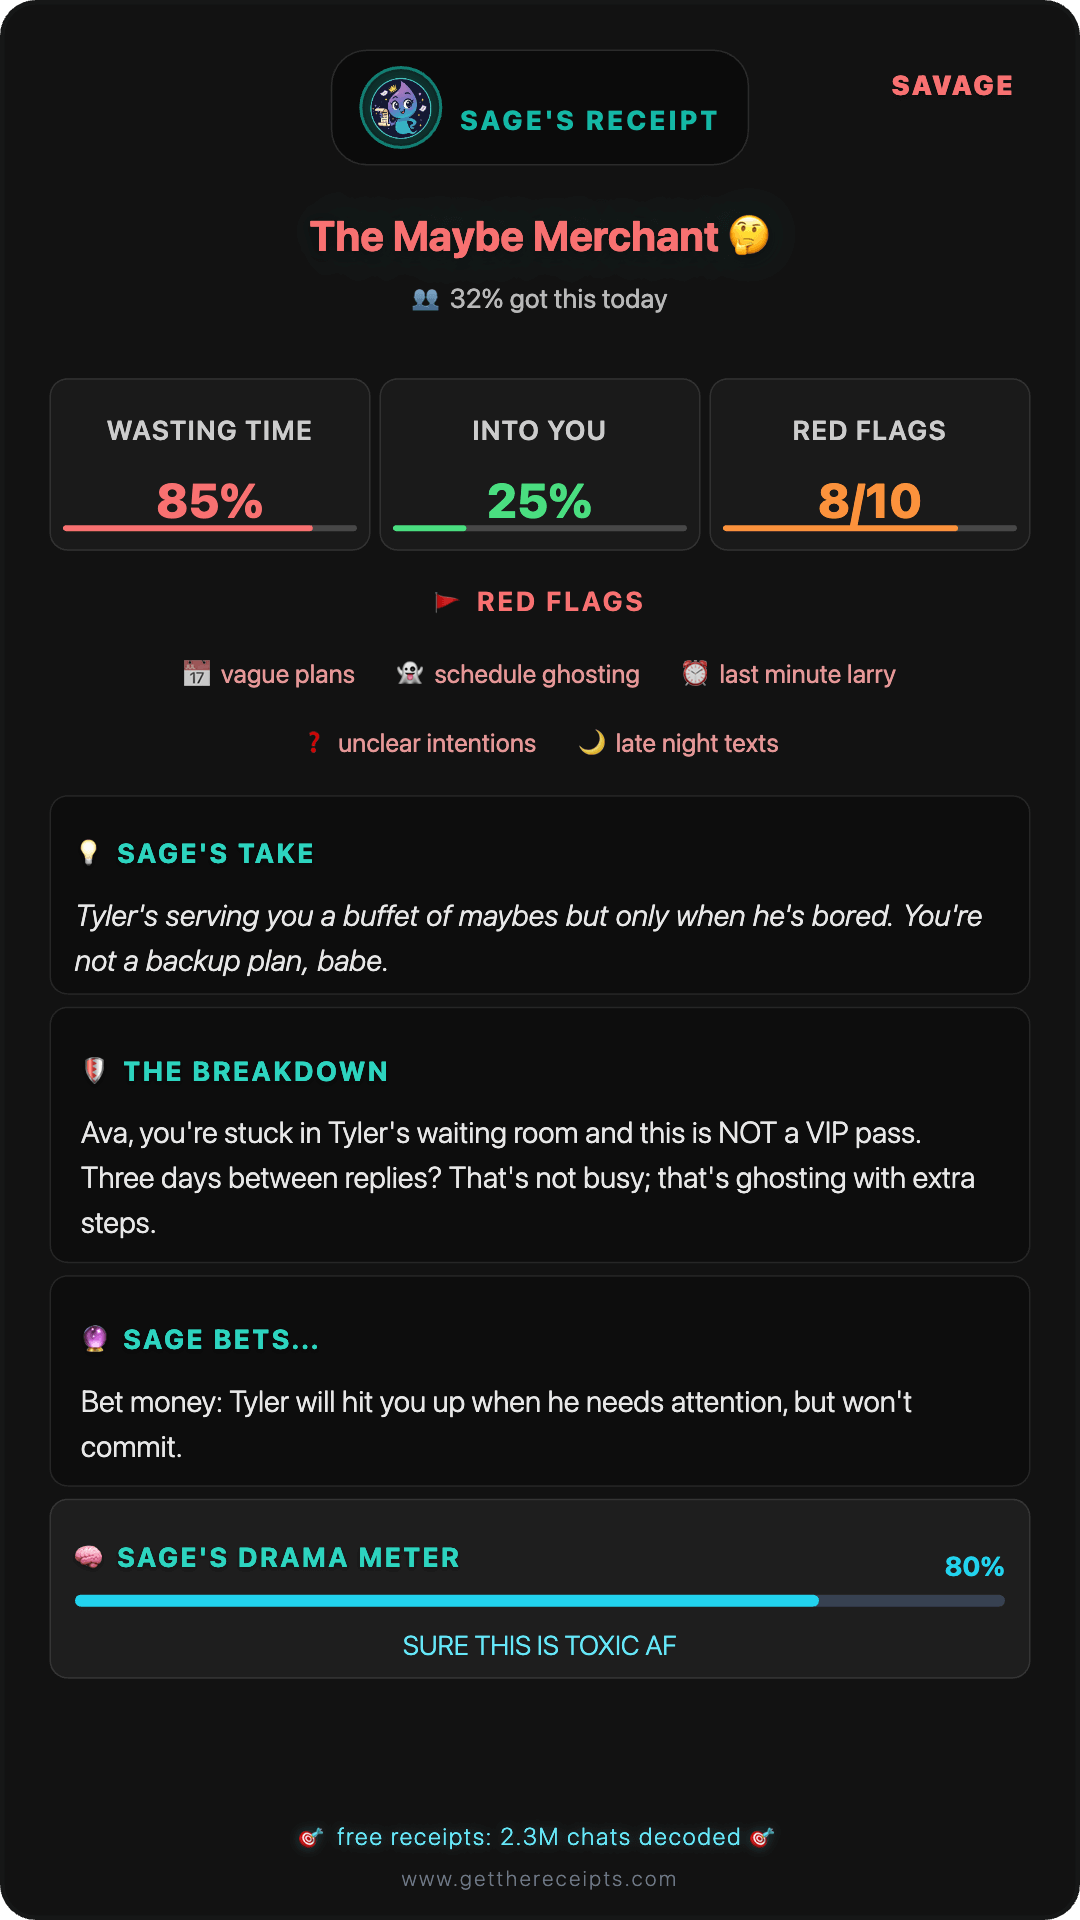 SAGE'S RECEIPT
SAVAGE
The Maybe Merchant 🤔
👥 32% got this today
WASTING TIME
85%
INTO YOU
25%
RED FLAGS
8/10
🚩 RED FLAGS
📅 vague plans 👻 schedule ghosting ⏰ last minute larry
❓ unclear intentions 🌙 late night texts
💡 SAGE'S TAKE
Tyler's serving you a buffet of maybes but only when he's bored. You're
not a backup plan, babe.
🛡️ THE BREAKDOWN
Ava, you're stuck in Tyler's waiting room and this is NOT a VIP pass.
Three days between replies? That's not busy; that's ghosting with extra
steps.
🔮 SAGE BETS...
Bet money: Tyler will hit you up when he needs attention, but won't
commit.
🧠 SAGE'S DRAMA METER
80%
SURE THIS IS TOXIC AF
🎯 free receipts: 2.3M chats decoded 🎯
www.getthereceipts.com